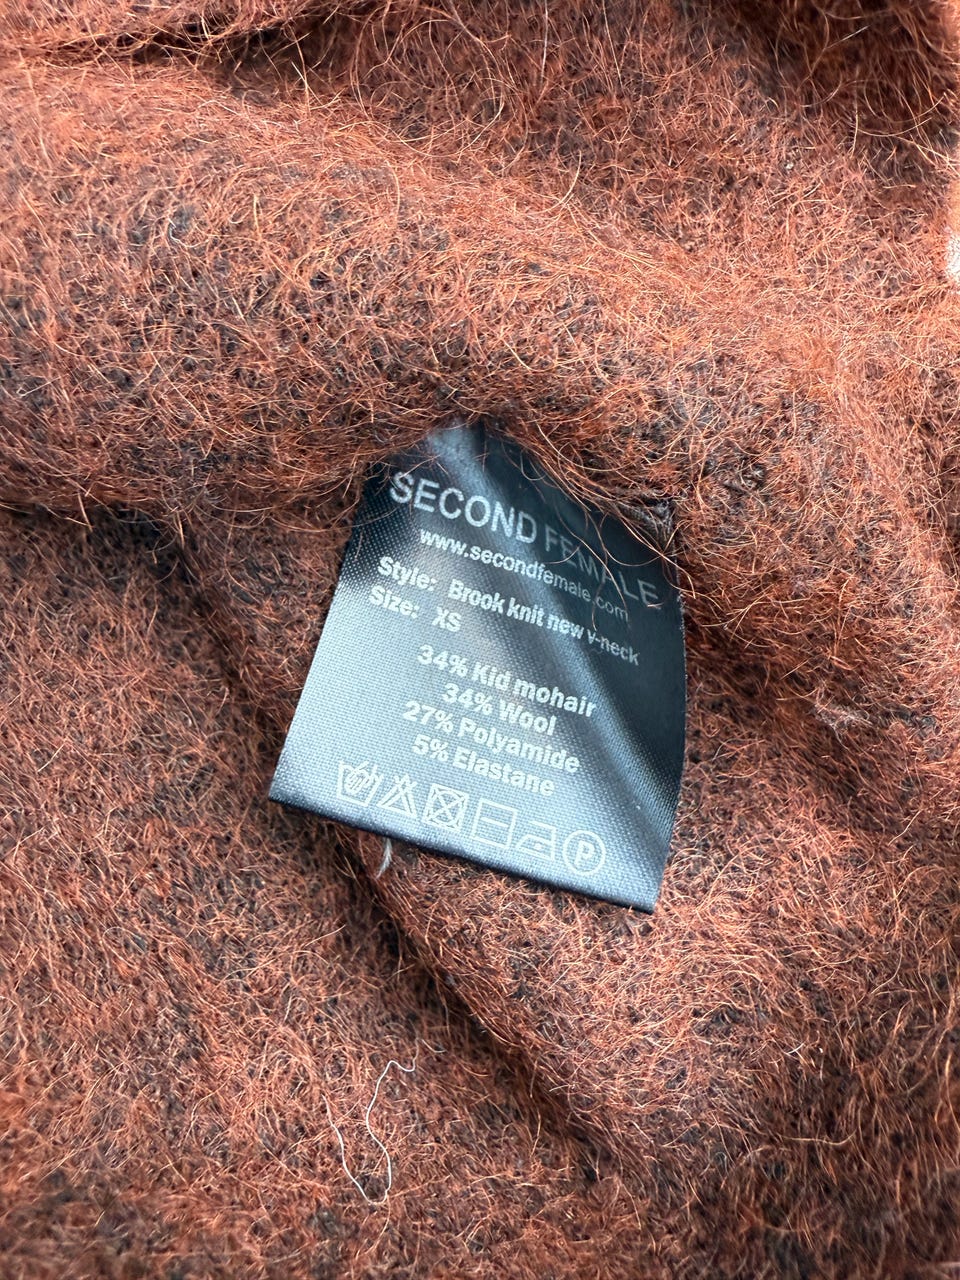 SECOND FEMALE
www.secondfemale.com
Style: Brook knit new v-neck
Size: XS
34% Kid mohair
34% Wool
27% Polyamide
5% Elastane
P